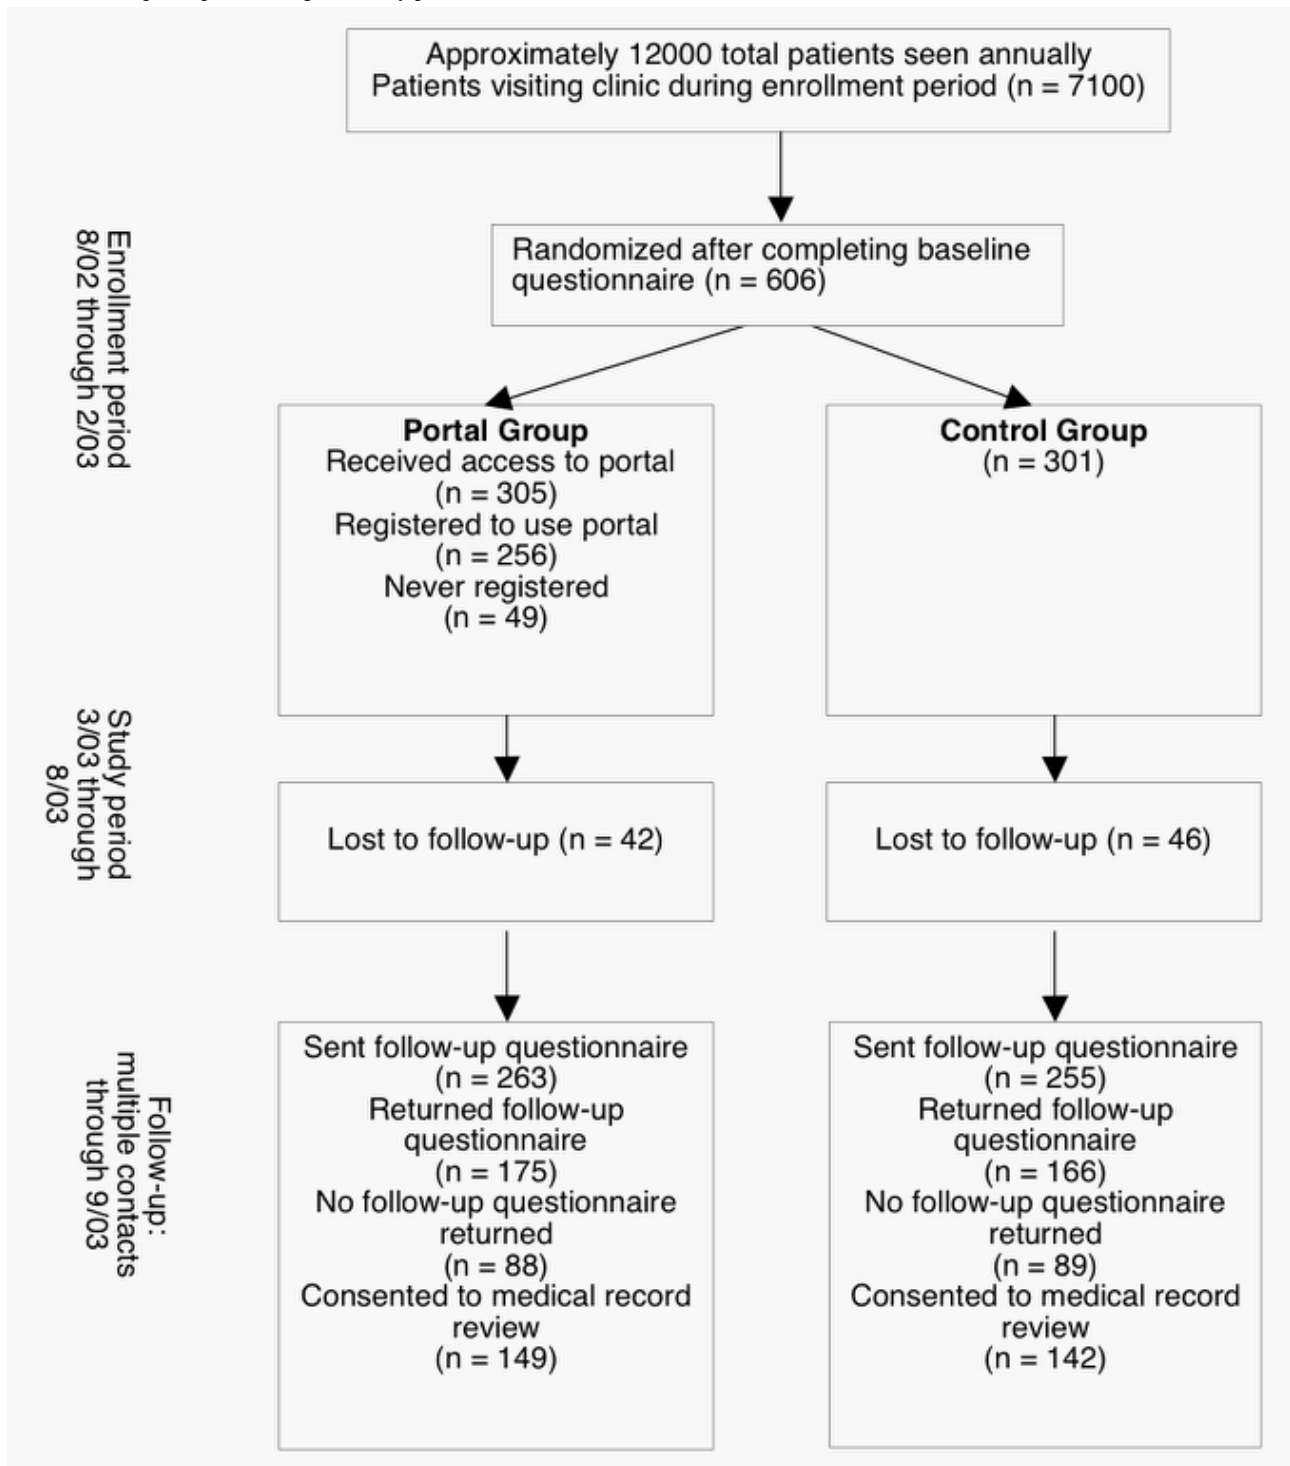 Approximately 12000 total patients seen annually
Patients visiting clinic during enrollment period (n = 7100)
Enrollment period
8/02 through 2/03
Randomized after completing baseline
questionnaire (n = 606)
Portal Group
Received access to portal
(n = 305)
Registered to use portal
(n = 256)
Never registered
(n = 49)
Control Group
(n = 301)
Study period
3/03 through
8/03
Lost to follow-up (n = 42)
Lost to follow-up (n = 46)
Follow-up:
multiple contacts
through 9/03
Sent follow-up questionnaire
(n = 263)
Returned follow-up
questionnaire
(n = 175)
No follow-up questionnaire
returned
(n = 88)
Consented to medical record
review
(n = 149)
Sent follow-up questionnaire
(n = 255)
Returned follow-up
questionnaire
(n = 166)
No follow-up questionnaire
returned
(n = 89)
Consented to medical record
review
(n = 142)